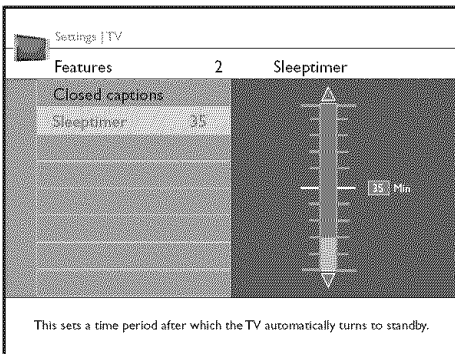 Settings | TV
Features 2 Sleeptimer
Closed captions
Sleeptimer 35
35 Min
This sets a time period after which the TV automatically turns to standby.